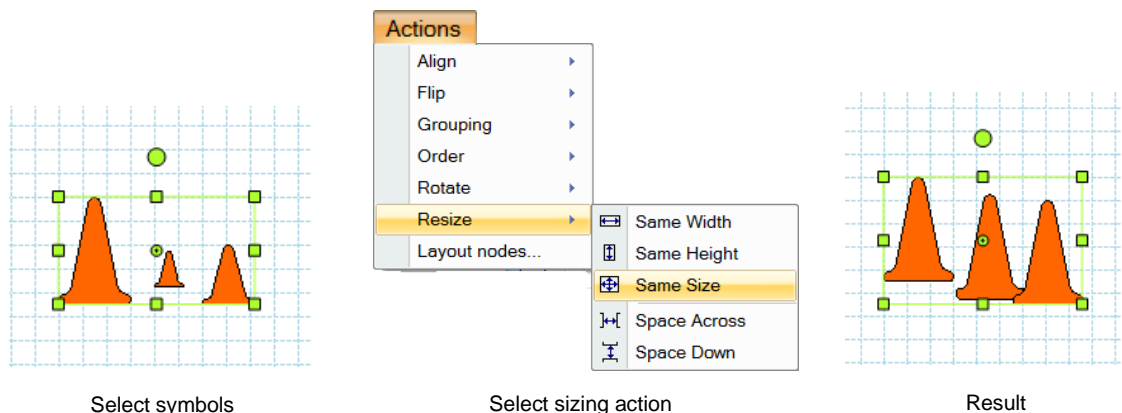 Actions
Align
Flip
Grouping
Order
Rotate
Resize
Layout nodes...
Same Width
Same Height
Same Size
Space Across
Space Down
Select symbols
Select sizing action
Result